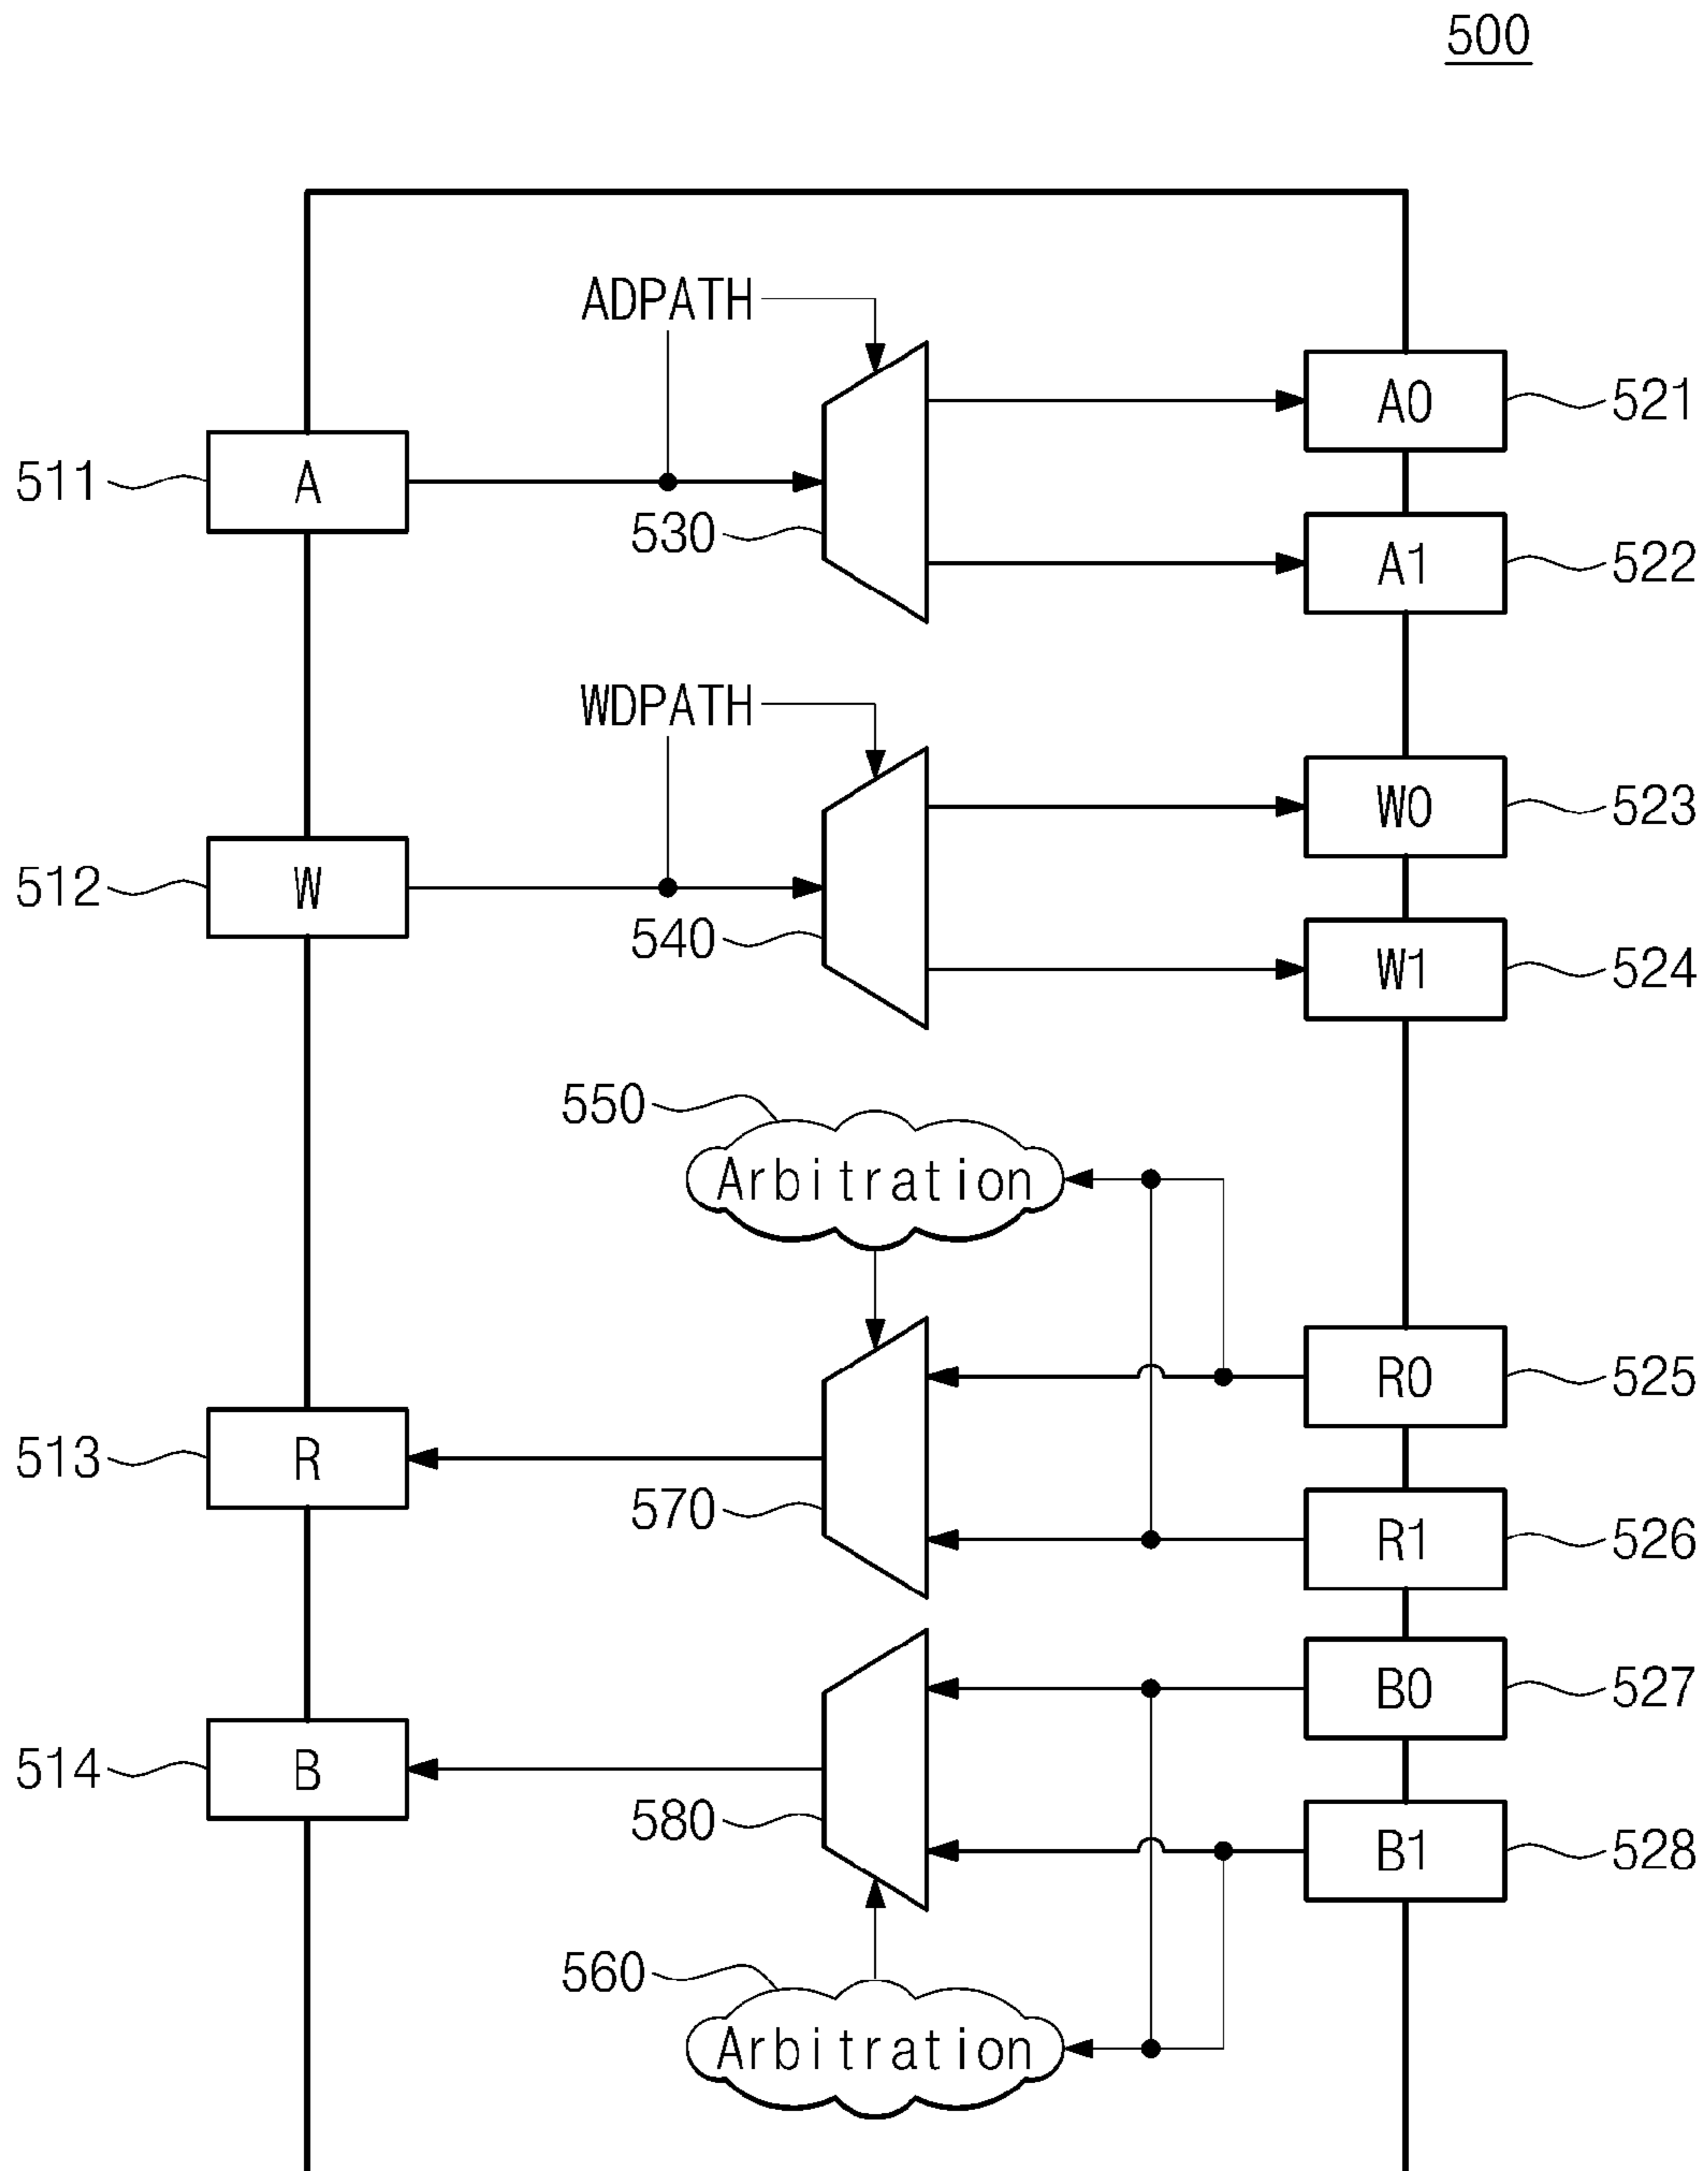 500
ADPATH
A0
521
511
A
530
A1
522
WDPATH
W0
523
512
W
540
W1
524
550
Arbitration
R0
525
513
R
570
R1
526
B0
527
514
B
580
B1
528
560
Arbitration